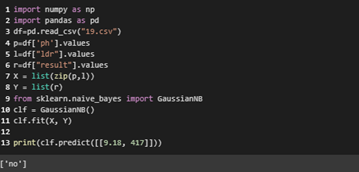 1 import numpy as np
2 import pandas as pd
3 df=pd.read_csv("19.csv")
4 p=df['ph'].values
5 l=df["ldr"].values
6 r=df["result"].values
7 X = list(zip(p,l))
8 Y = list(r)
9 from sklearn.naive_bayes import GaussianNB
10 clf = GaussianNB()
11 clf.fit(X, Y)
12
13 print(clf.predict([[9.18, 417]]))
['no']